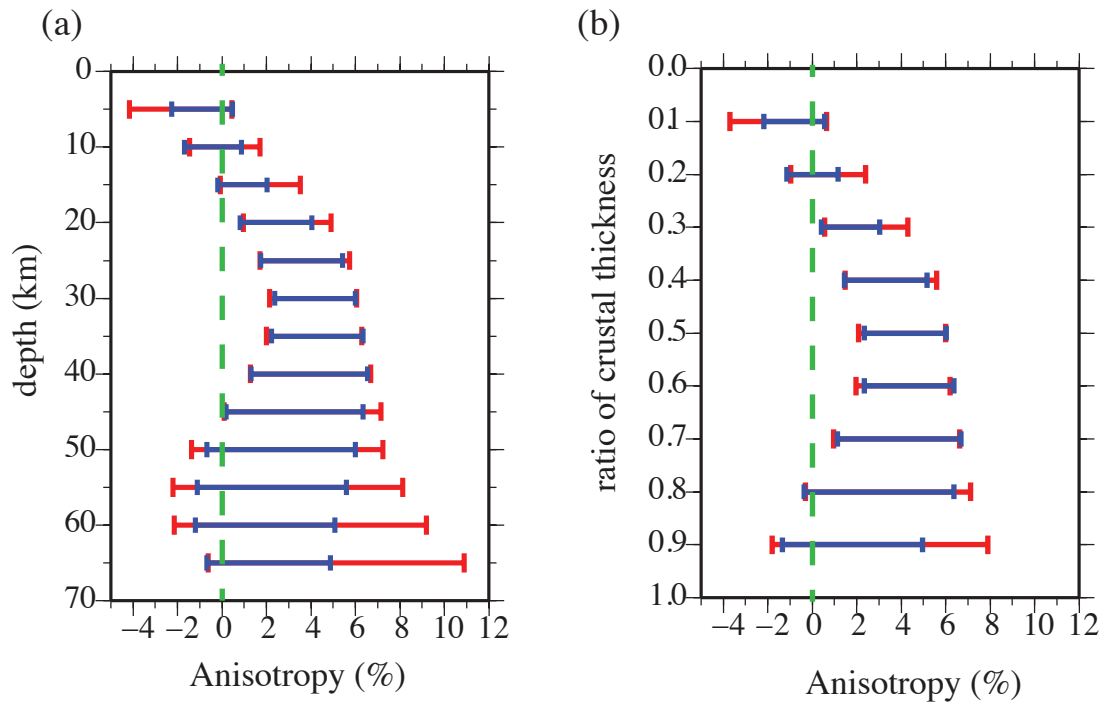 (a)
0
10
20
30
40
50
60
70
depth (km)
−4 −2 0 2 4 6 8 10 12
Anisotropy (%)
(b)
0.0
0.1
0.2
0.3
0.4
0.5
0.6
0.7
0.8
0.9
1.0
ratio of crustal thickness
−4 −2 0 2 4 6 8 10 12
Anisotropy (%)